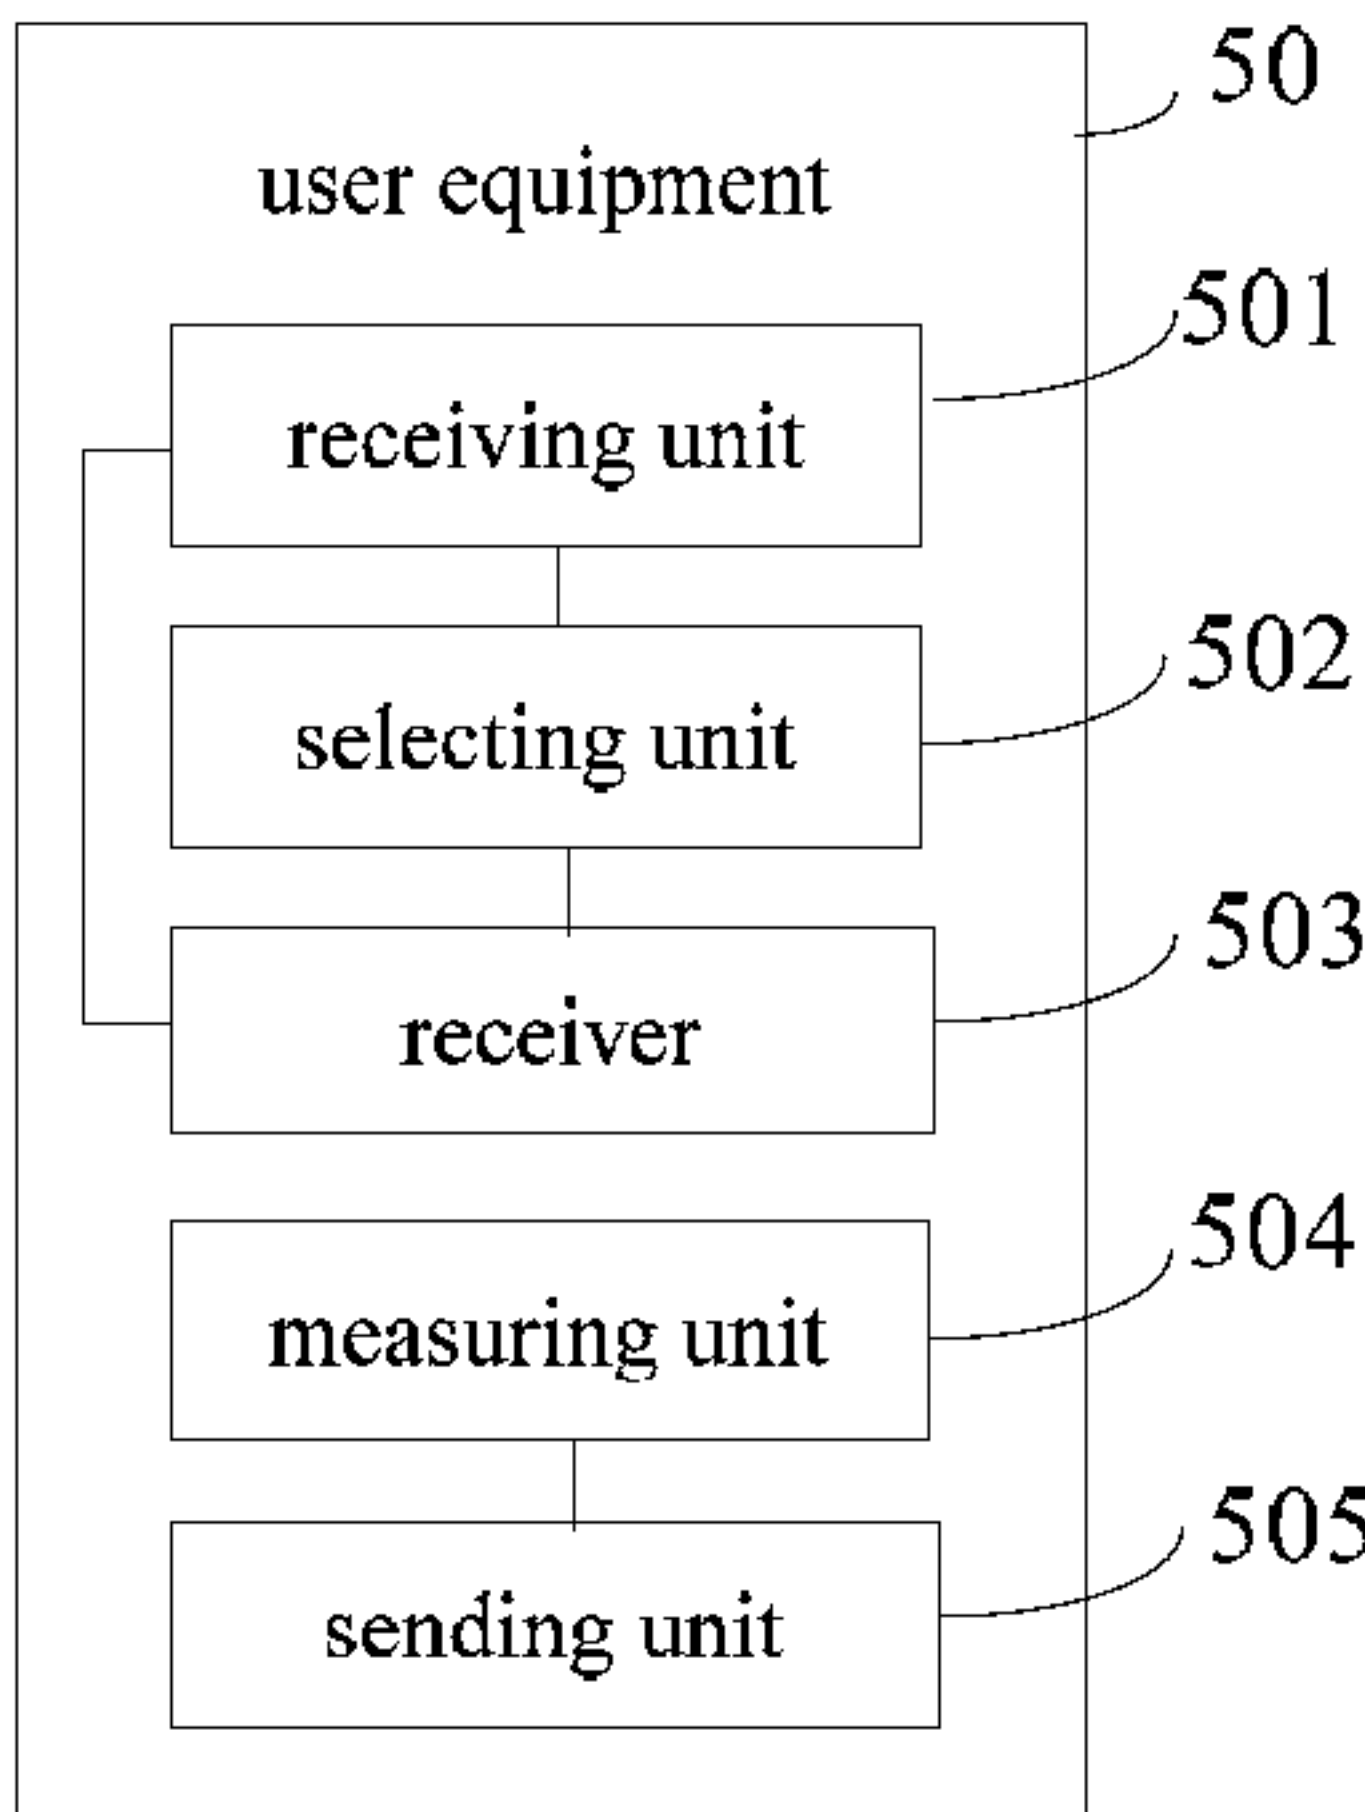 50
user equipment
501
receiving unit
502
selecting unit
503
receiver
504
measuring unit
505
sending unit